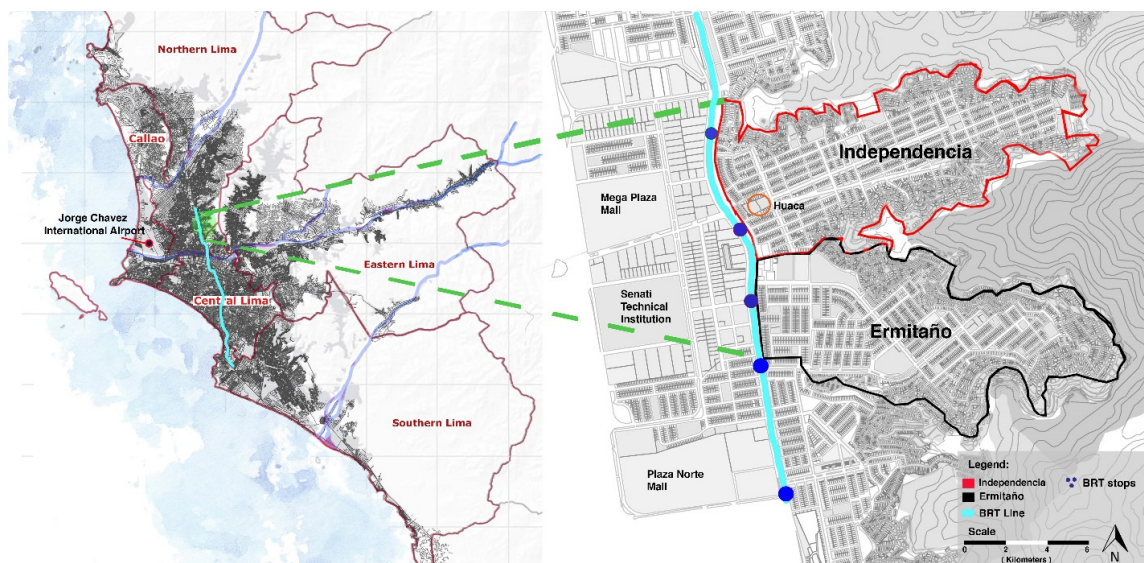 Northern Lima
Callao
Jorge Chavez
International Airport
Eastern Lima
Central Lima
Southern Lima
Independencia
Mega Plaza
Mall
Huaca
Senati
Technical
Institution
Ermitaño
Plaza Norte
Mall
Legend:
Independencia
BRT stops
Ermitaño
BRT Line
Scale
N
0 2 4 6
( Kilometers )